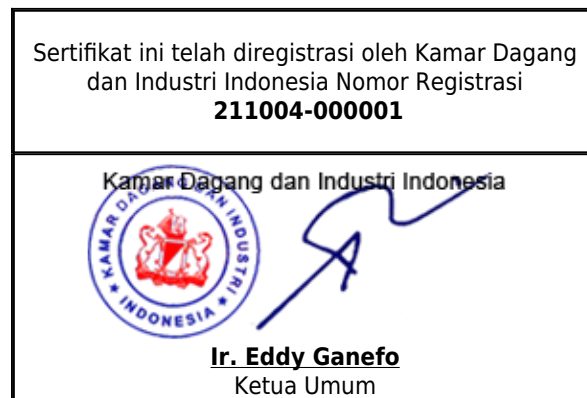 Sertifikat ini telah diregistrasi oleh Kamar Dagang
dan Industri Indonesia Nomor Registrasi
211004-000001
Kamar Dagang dan Industri Indonesia
KAMAR DAGANG DAN INDUSTRI
INDONESIA
Ir. Eddy Ganefo
Ketua Umum